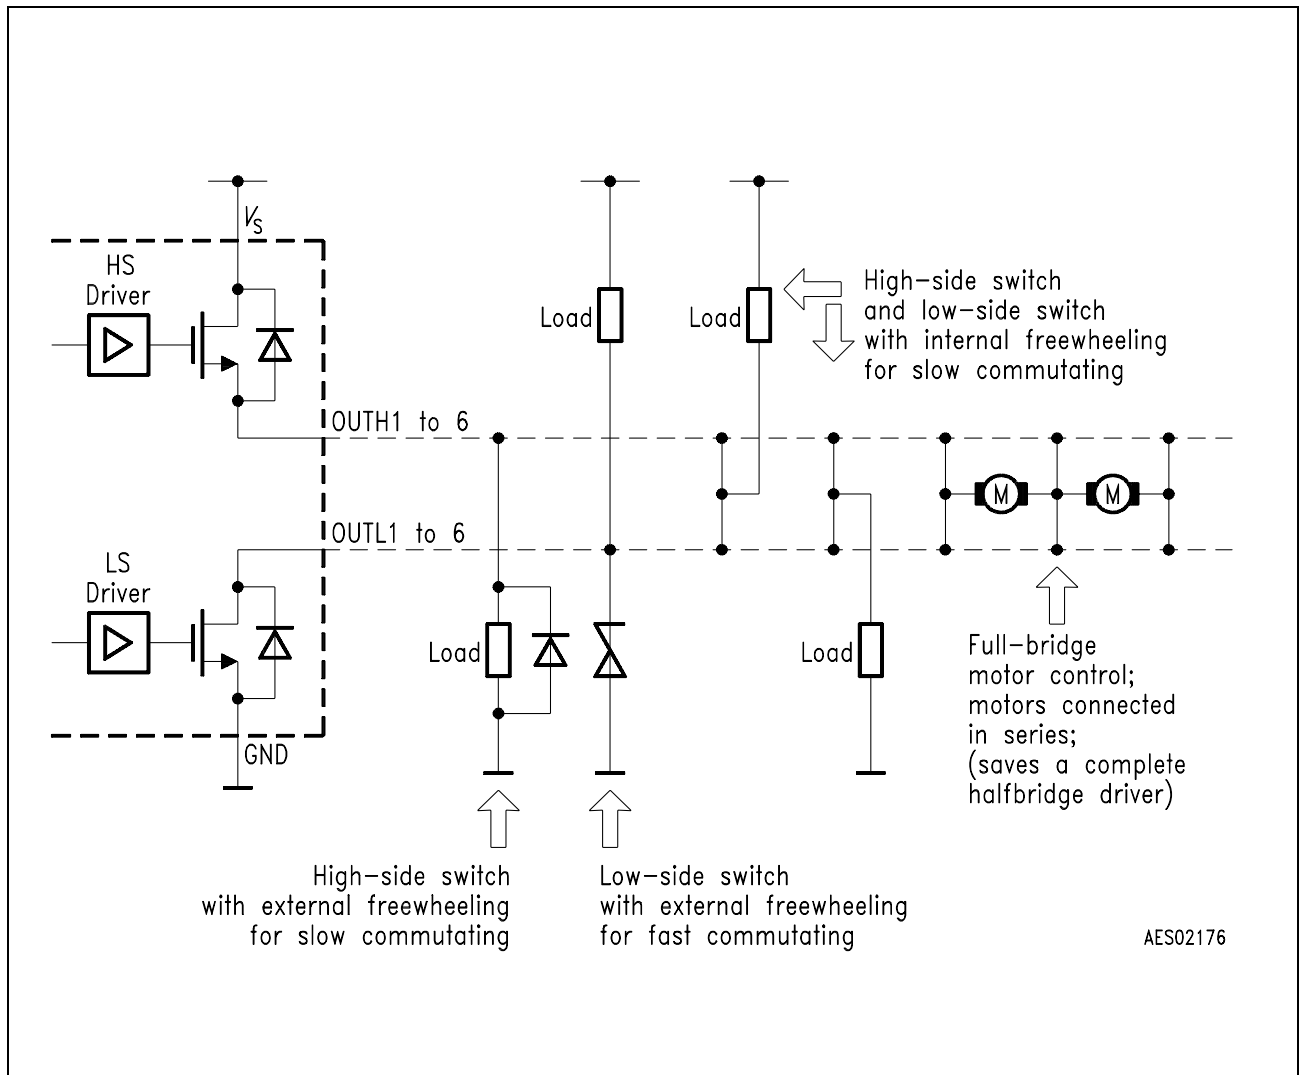 V_S
HS
Driver
Load
Load
High-side switch
and low-side switch
with internal freewheeling
for slow commutating
OUTH1 to 6
M
M
OUTL1 to 6
LS
Driver
Load
Load
GND
Full-bridge
motor control;
motors connected
in series;
(saves a complete
halfbridge driver)
High-side switch
with external freewheeling
for slow commutating
Low-side switch
with external freewheeling
for fast commutating
AES02176